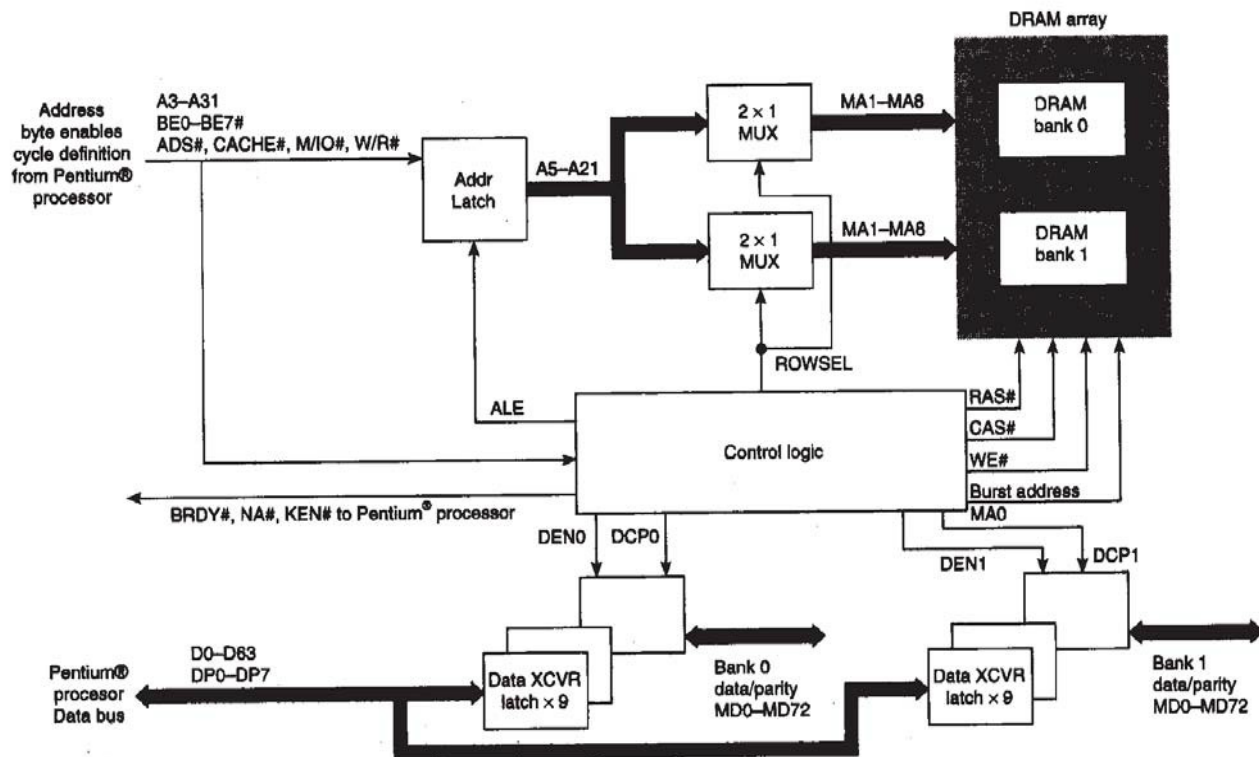 DRAM array
Address
byte enables
cycle definition
from Pentium®
processor
A3–A31
BE0–BE7#
ADS#, CACHE#, M/IO#, W/R#
Addr
Latch
A5–A21
2 × 1
MUX
MA1–MA8
DRAM
bank 0
2 × 1
MUX
MA1–MA8
DRAM
bank 1
ROWSEL
ALE
Control logic
RAS#
CAS#
WE#
Burst address
MA0
BRDY#, NA#, KEN# to Pentium® processor
DEN0
DCP0
DEN1
DCP1
Pentium®
procesor
Data bus
D0–D63
DP0–DP7
Data XCVR
latch × 9
Bank 0
data/parity
MD0–MD72
Data XCVR
latch × 9
Bank 1
data/parity
MD0–MD72